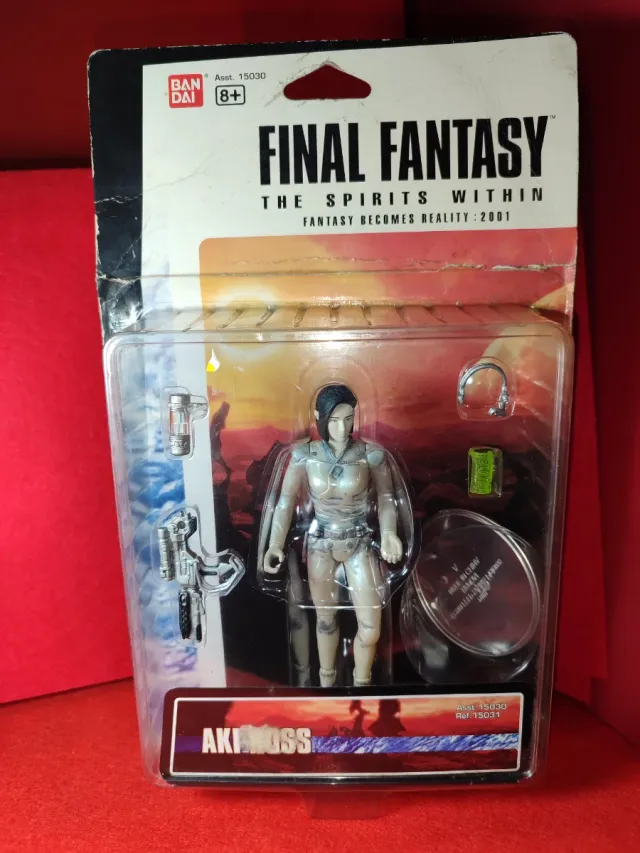 BAN
DAI
Asst. 15030
8+
FINAL FANTASY™
THE SPIRITS WITHIN
FANTASY BECOMES REALITY : 2001
Asst. 15030
Ref. 15031
AKI ROSS